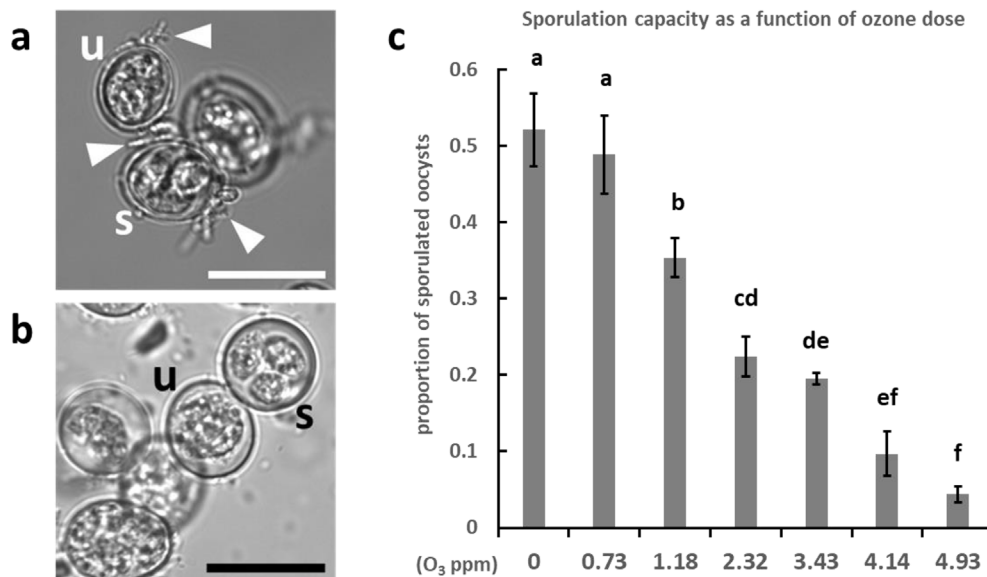 a
u
s
b
u
s
c
Sporulation capacity as a function of ozone dose
proportion of sporulated oocysts
0.6
0.5
0.4
0.3
0.2
0.1
0
a
a
b
cd
de
ef
f
(O₃ ppm) 0 0.73 1.18 2.32 3.43 4.14 4.93